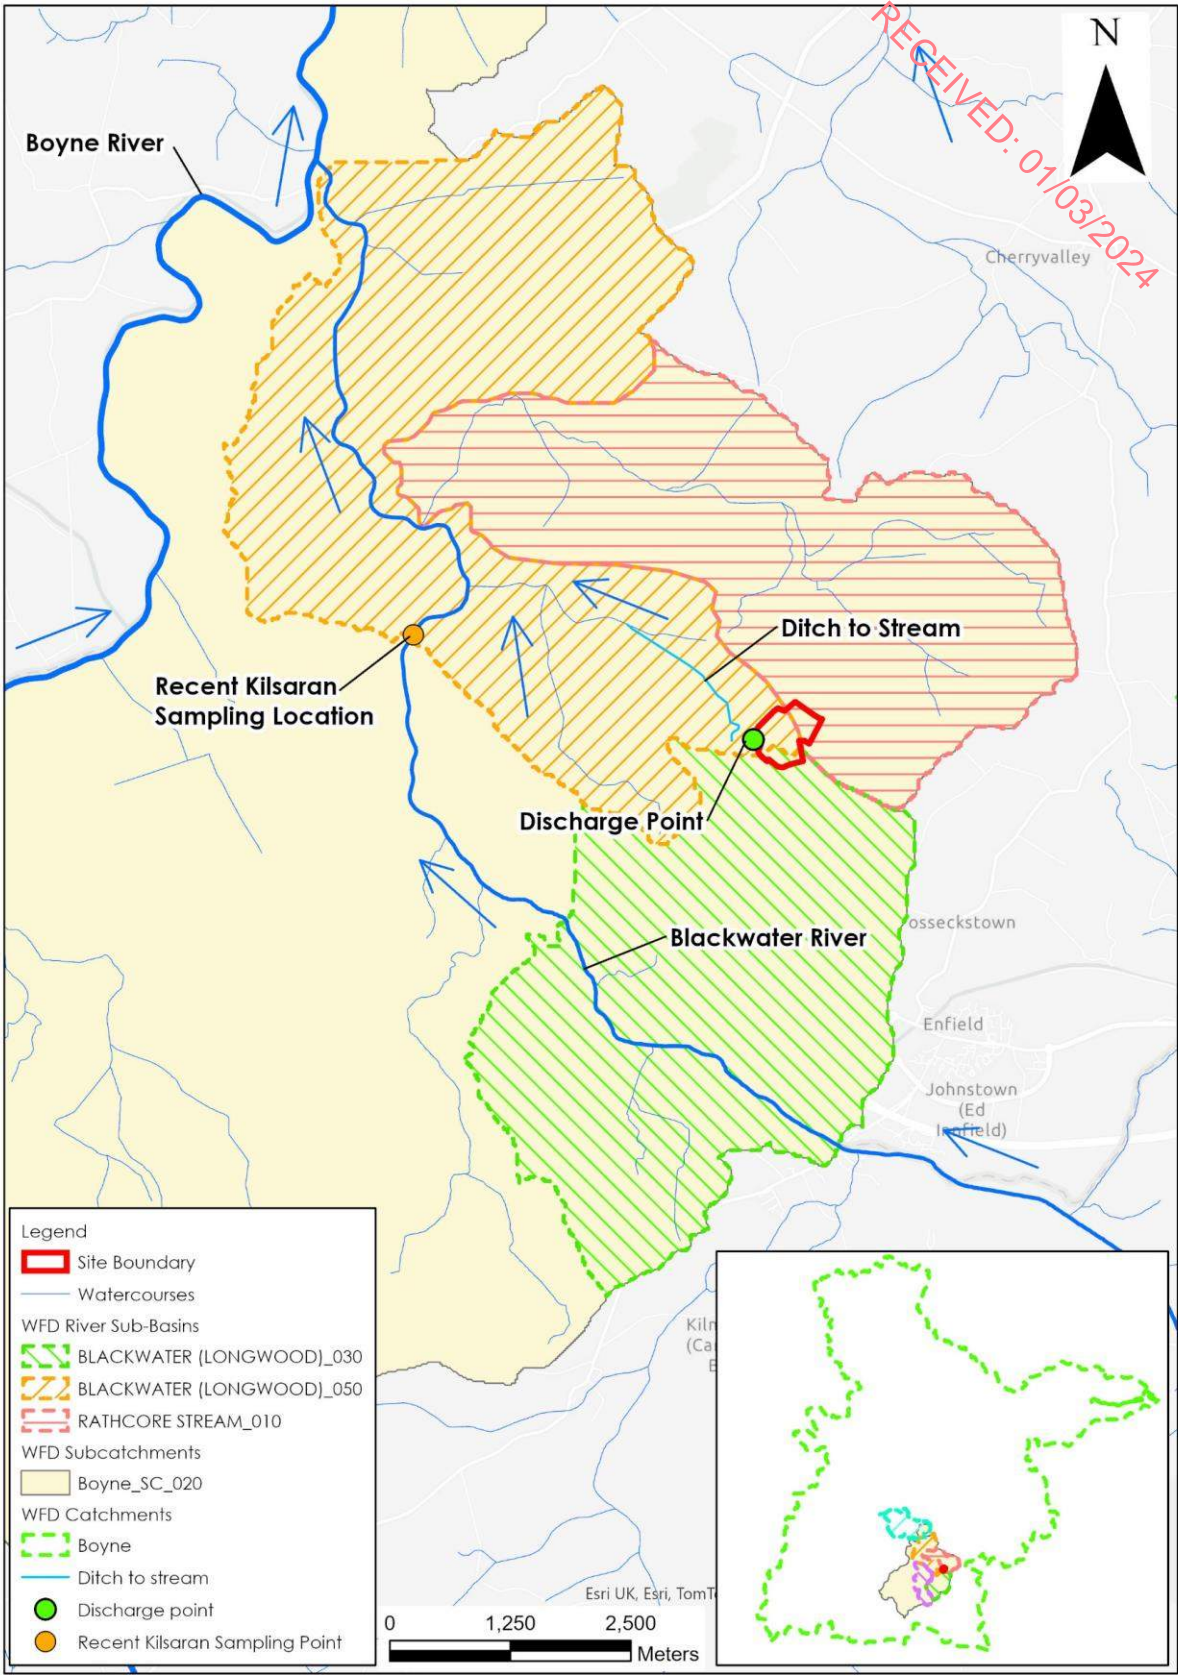 N
RECEIVED: 01/03/2024
Boyne River
Cherryvalley
Ditch to Stream
Recent Kilsaran
Sampling Location
Discharge Point
Blackwater River
osseckstown
Enfield
Johnstown
(Ed
Innfield)
Legend
Site Boundary
Watercourses
WFD River Sub-Basins
BLACKWATER (LONGWOOD)_030
BLACKWATER (LONGWOOD)_050
RATHCORE STREAM_010
WFD Subcatchments
Boyne_SC_020
WFD Catchments
Boyne
Ditch to stream
Discharge point
Recent Kilsaran Sampling Point
(Ca
E
Esri UK, Esri, TomT
0 1,250 2,500
Meters